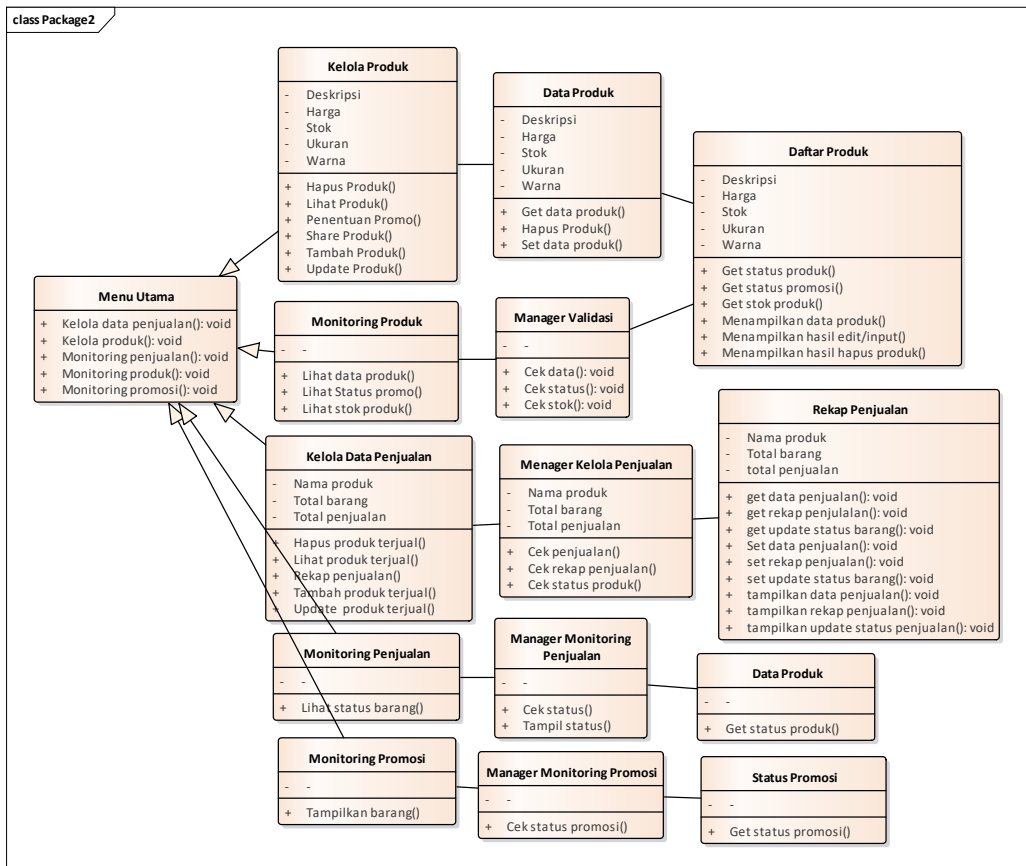 class Package2
Kelola Produk
- Deskripsi
- Harga
- Stok
- Ukuran
- Warna
+ Hapus Produk()
+ Lihat Produk()
+ Penentuan Promo()
+ Share Produk()
+ Tambah Produk()
+ Update Produk()
Data Produk
- Deskripsi
- Harga
- Stok
- Ukuran
- Warna
+ Get data produk()
+ Hapus Produk()
+ Set data produk()
Daftar Produk
- Deskripsi
- Harga
- Stok
- Ukuran
- Warna
+ Get status produk()
+ Get status promosi()
+ Get stok produk()
+ Menampilkan data produk()
+ Menampilkan hasil edit/input()
+ Menampilkan hasil hapus produk()
Menu Utama
+ Kelola data penjualan(): void
+ Kelola produk(): void
+ Monitoring penjualan(): void
+ Monitoring produk(): void
+ Monitoring promosi(): void
Monitoring Produk
- -
+ Lihat data produk()
+ Lihat Status promo()
+ Lihat stok produk()
Manager Validasi
- -
+ Cek data(): void
+ Cek status(): void
+ Cek stok(): void
Kelola Data Penjualan
- Nama produk
- Total barang
- Total penjualan
+ Hapus produk terjual()
+ Lihat produk terjual()
+ Rekap penjualan()
+ Tambah produk terjual()
+ Update produk terjual()
Menager Kelola Penjualan
- Nama produk
- Total barang
- Total penjualan
+ Cek penjualan()
+ Cek rekap penjualan()
+ Cek status produk()
Rekap Penjualan
- Nama produk
- Total barang
- total penjualan
+ get data penjualan(): void
+ get rekap penjulalan(): void
+ get update status barang(): void
+ Set data penjualan(): void
+ set rekap penjualan(): void
+ set update status barang(): void
+ tampilkan data penjualan(): void
+ tampilkan rekap penjualan(): void
+ tampilkan update status penjualan(): void
Monitoring Penjualan
- -
+ Lihat status barang()
Manager Monitoring
Penjualan
- -
+ Cek status()
+ Tampil status()
Data Produk
- -
+ Get status produk()
Monitoring Promosi
- -
+ Tampilkan barang()
Manager Monitoring Promosi
- -
+ Cek status promosi()
Status Promosi
- -
+ Get status promosi()